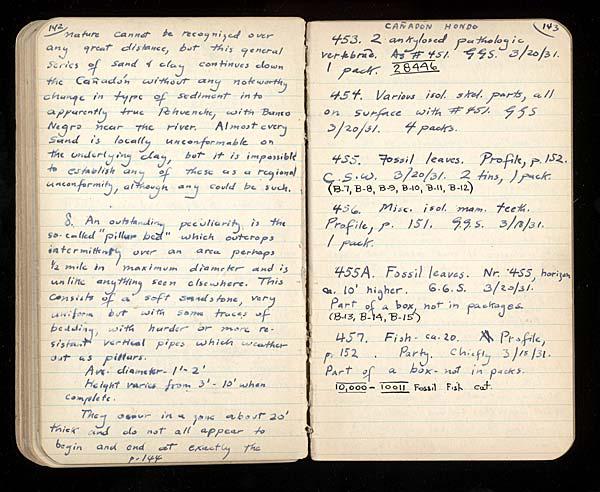 142
nature cannot be recognised over
any great distance, but this general
series of sand & clay continues down
the Cañadón without any noteworthy
change in type of sediment into
apparently true Pehuenche, with Banco
Negro near the river. Almost every
sand is locally unconformable on
the underlying clay, but it is impossible
to establish any of these as a regional
unconformity, although any could be such.
8. An outstanding peculiarity is the
so-called "pillar bed" which outcrops
intermittently over an area perhaps
½ mile in maximum diameter and is
unlike anything seen elsewhere. This
consists of a soft sandstone, very
uniform but with some traces of
bedding, with harder or more re-
sistant vertical pipes which weather
out as pillars.
Ave. diameter - 1'- 2'
Height varies from 3' - 10' when
complete.
They occur in a zone about 20'
thick and do not all appear to
begin and end at exactly the
p-144
CAÑADON HONDO
143
453. 2 ankylosed pathologic
vertebrae. As # 451. G.G.S. 3/20/31.
1 pack. 28446
454. Various isol. skel. parts, all
on surface with # 451. GGS
3/20/31. 4 packs.
455. Fossil leaves. Profile, p. 152.
C.S.W. 3/20/31. 2 tins, 1 pack.
(B-7, B-8, B-9, B-10, B-11, B-12)
456. Misc. isol. mam. teeth.
Profile, p. 151. G.G.S. 3/18/31.
1 pack.
455A. Fossil leaves. Nr. 455, horizon
ca. 10' higher. G.G.S. 3/20/31.
Part of a box, not in packages.
(B-13, B-14, B-15)
457. Fish - ca. 20. Profile,
p. 152. Party. Chiefly 3/15/31.
Part of a box - not in packs.
10,000 - 10011 Fossil Fish cat.